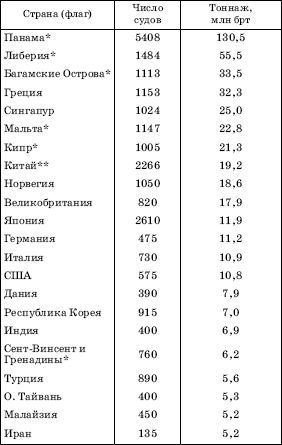 Страна (флаг) Число судов Тоннаж, млн брт
Панама* 5408 130,5
Либерия* 1484 55,5
Багамские Острова* 1113 33,5
Греция 1153 32,3
Сингапур 1024 25,0
Мальта* 1147 22,8
Кипр* 1005 21,3
Китай** 2266 19,2
Норвегия 1050 18,6
Великобритания 820 17,9
Япония 2610 11,9
Германия 475 11,2
Италия 730 10,9
США 575 10,8
Дания 390 7,9
Республика Корея 915 7,0
Индия 400 6,9
Сент-Винсент и
Гренадины* 760 6,2
Турция 890 5,6
О. Тайвань 400 5,3
Малайзия 450 5,2
Иран 135 5,2